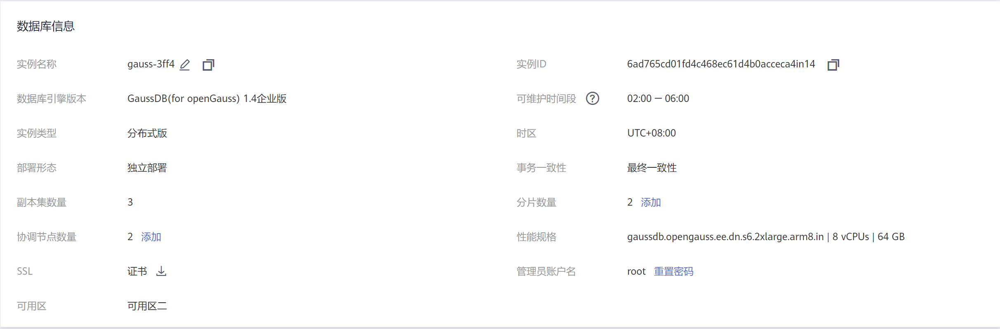 数据库信息
实例名称 gauss-3ff4
实例ID 6ad765cd01fd4c468ec61d4b0acceca4in14
数据库引擎版本 GaussDB(for openGauss) 1.4企业版
可维护时间段 ? 02:00 — 06:00
实例类型 分布式版
时区 UTC+08:00
部署形态 独立部署
事务一致性 最终一致性
副本集数量 3
分片数量 2 添加
协调节点数量 2 添加
性能规格 gaussdb.opengauss.ee.dn.s6.2xlarge.arm8.in | 8 vCPUs | 64 GB
SSL 证书
管理员账户名 root 重置密码
可用区 可用区二